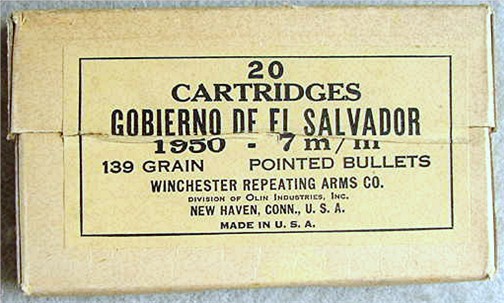 20
CARTRIDGES
GOBIERNO DE EL SALVADOR
1950 - 7 m/m
139 GRAIN POINTED BULLETS
WINCHESTER REPEATING ARMS CO.
DIVISION OF OLIN INDUSTRIES, INC.
NEW HAVEN, CONN., U. S. A.
MADE IN U. S. A.